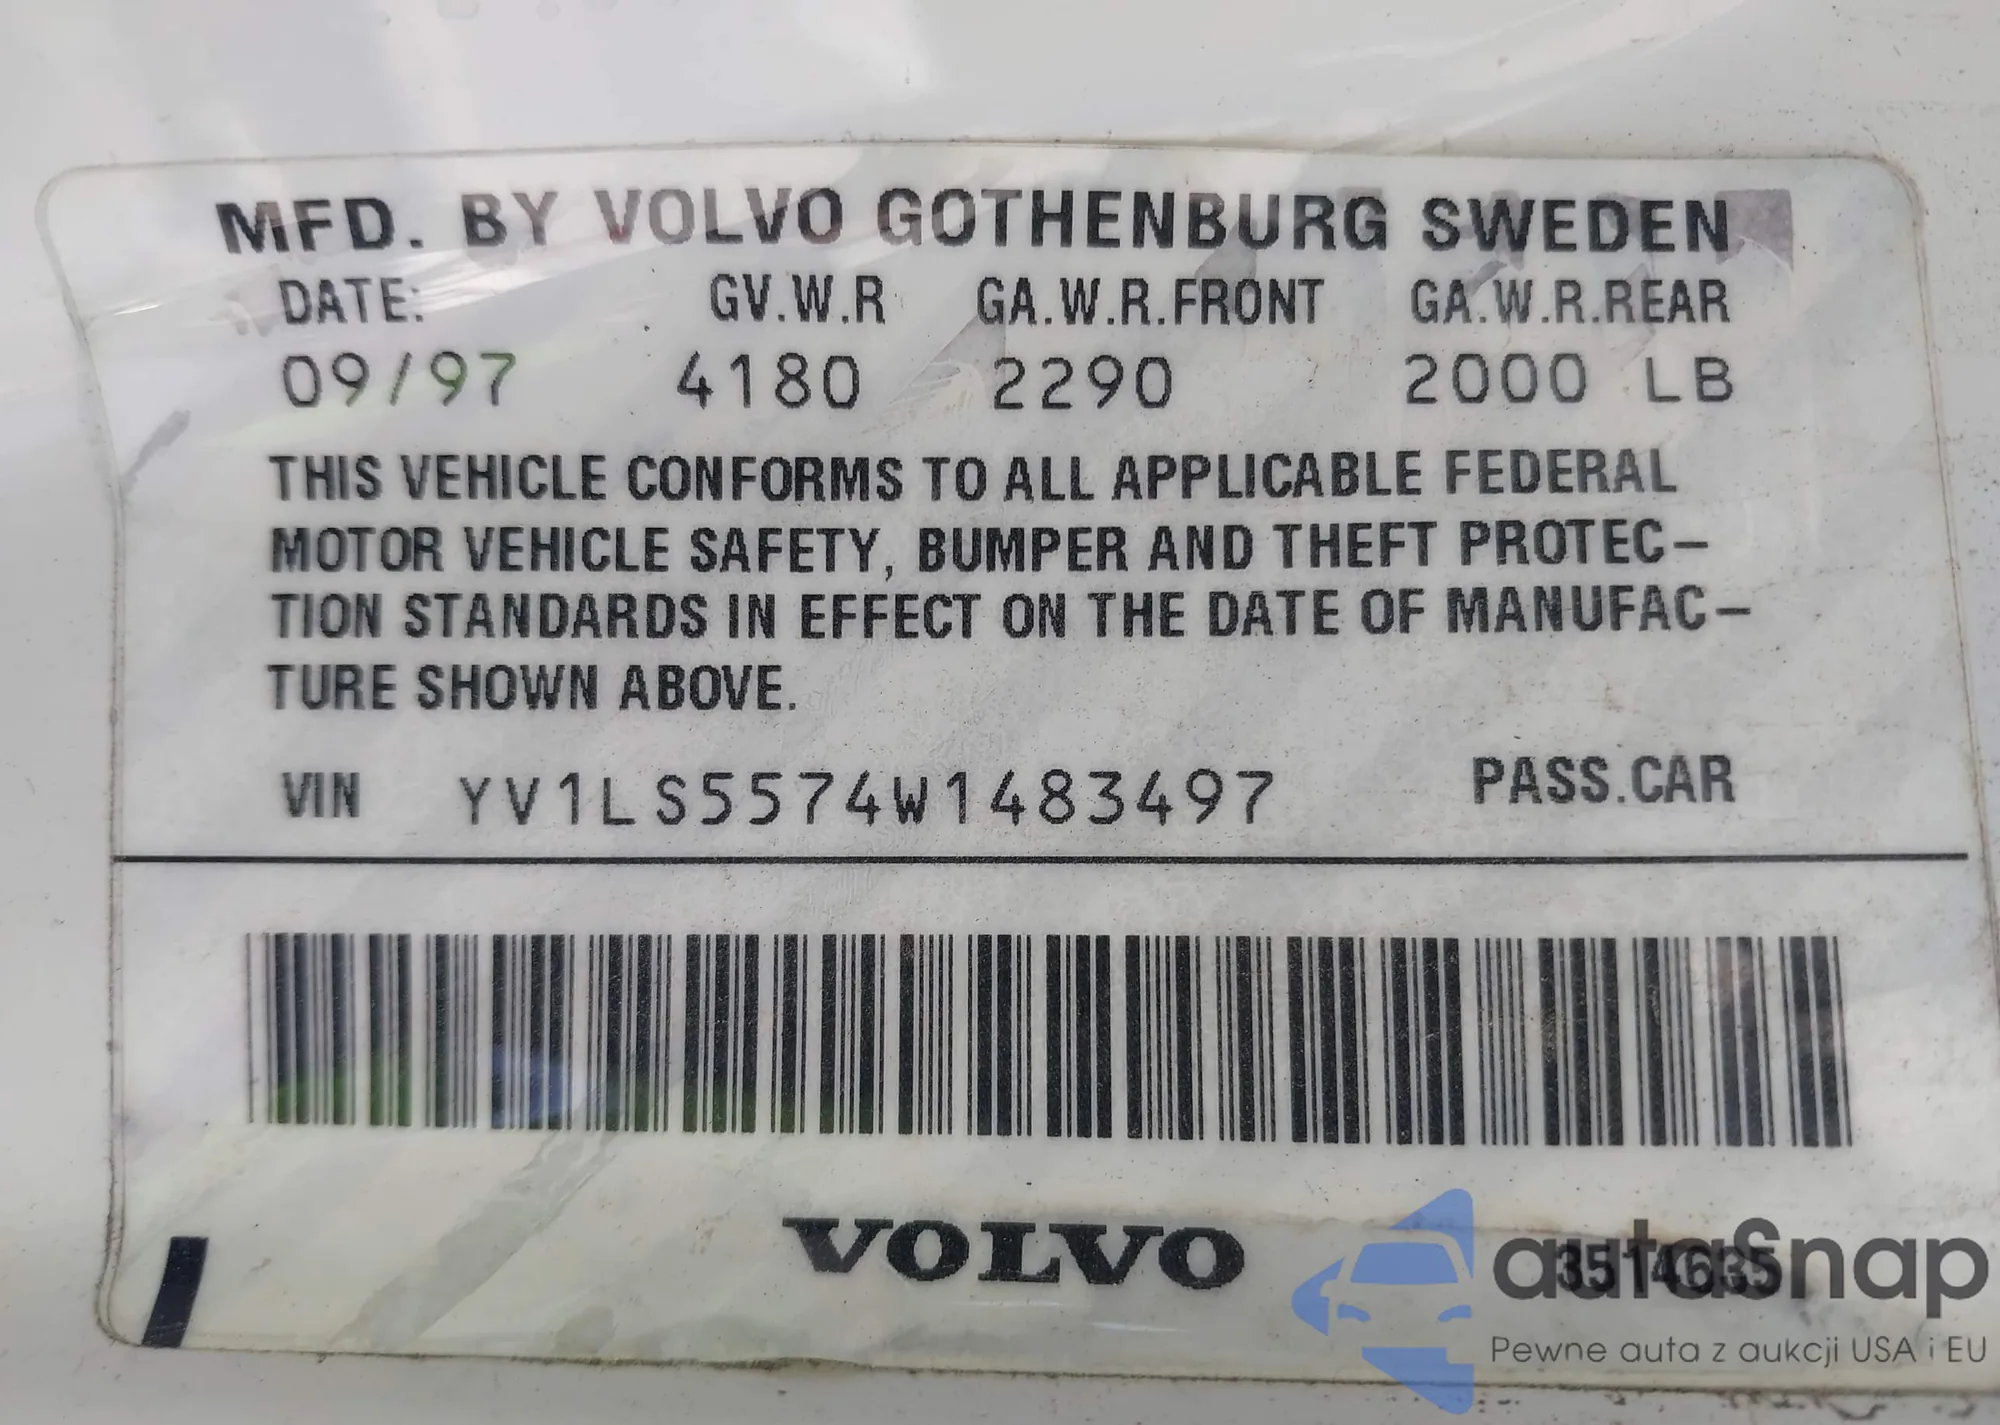 MFD. BY VOLVO GOTHENBURG SWEDEN
DATE: GV.W.R GA.W.R.FRONT GA.W.R.REAR
09/97 4180 2290 2000 LB
THIS VEHICLE CONFORMS TO ALL APPLICABLE FEDERAL
MOTOR VEHICLE SAFETY, BUMPER AND THEFT PROTEC-
TION STANDARDS IN EFFECT ON THE DATE OF MANUFAC-
TURE SHOWN ABOVE.
VIN YV1LS5574W1483497 PASS.CAR
VOLVO
3514635
autaSnap
Pewne auta z aukcji USA i EU